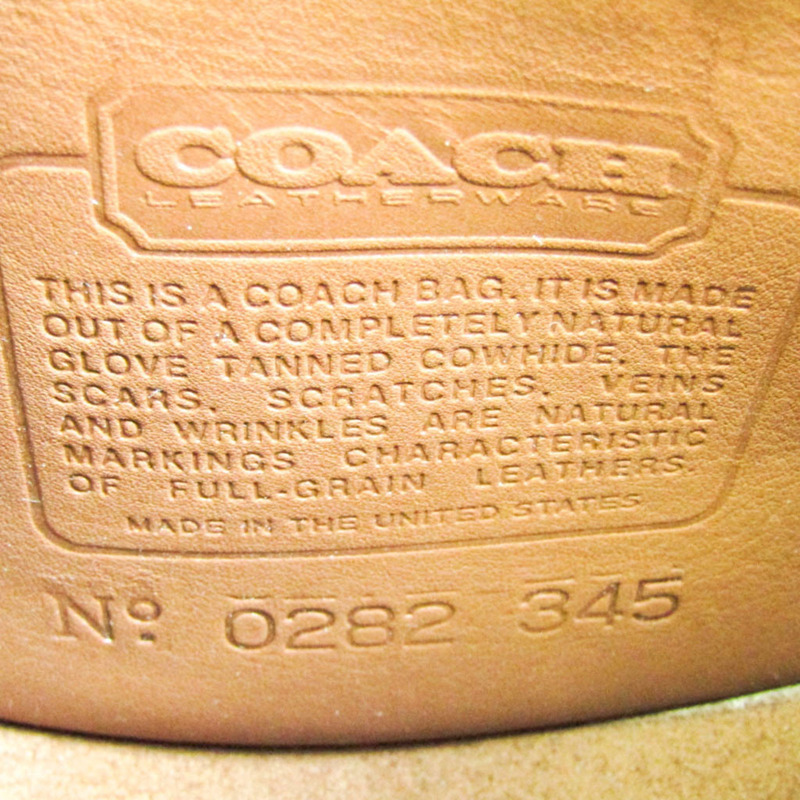 COACH
LEATHERWARE
THIS IS A COACH BAG. IT IS MADE
OUT OF A COMPLETELY NATURAL
GLOVE TANNED COWHIDE. THE
SCARS, SCRATCHES, VEINS
AND WRINKLES ARE NATURAL
MARKINGS CHARACTERISTIC
OF FULL-GRAIN LEATHERS.
MADE IN THE UNITED STATES
Nº 0282 345